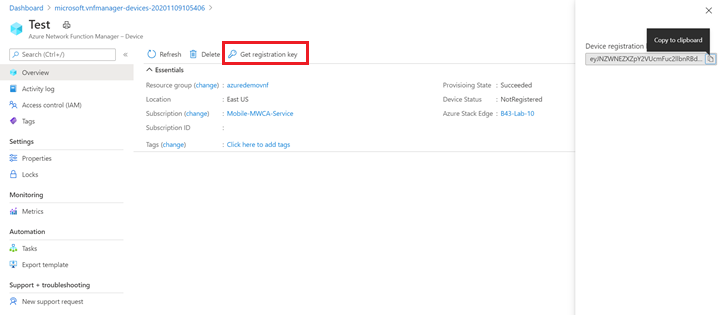 Dashboard > microsoft.vnfmanager-devices-20201109105406 >
Test
Azure Network Function Manager – Device
Search (Ctrl+/)
«
Refresh Delete Get registration key
Overview
Activity log
Access control (IAM)
Tags
Settings
Properties
Locks
Monitoring
Metrics
Automation
Tasks
Export template
Support + troubleshooting
New support request
Essentials
Resource group (change) : azuredemovnf
Location : East US
Subscription (change) : Mobile-MWCA-Service
Subscription ID :
Tags (change) : Click here to add tags
Provisioning State : Succeeded
Device Status : NotRegistered
Azure Stack Edge : B43-Lab-10
Copy to clipboard
Device registration